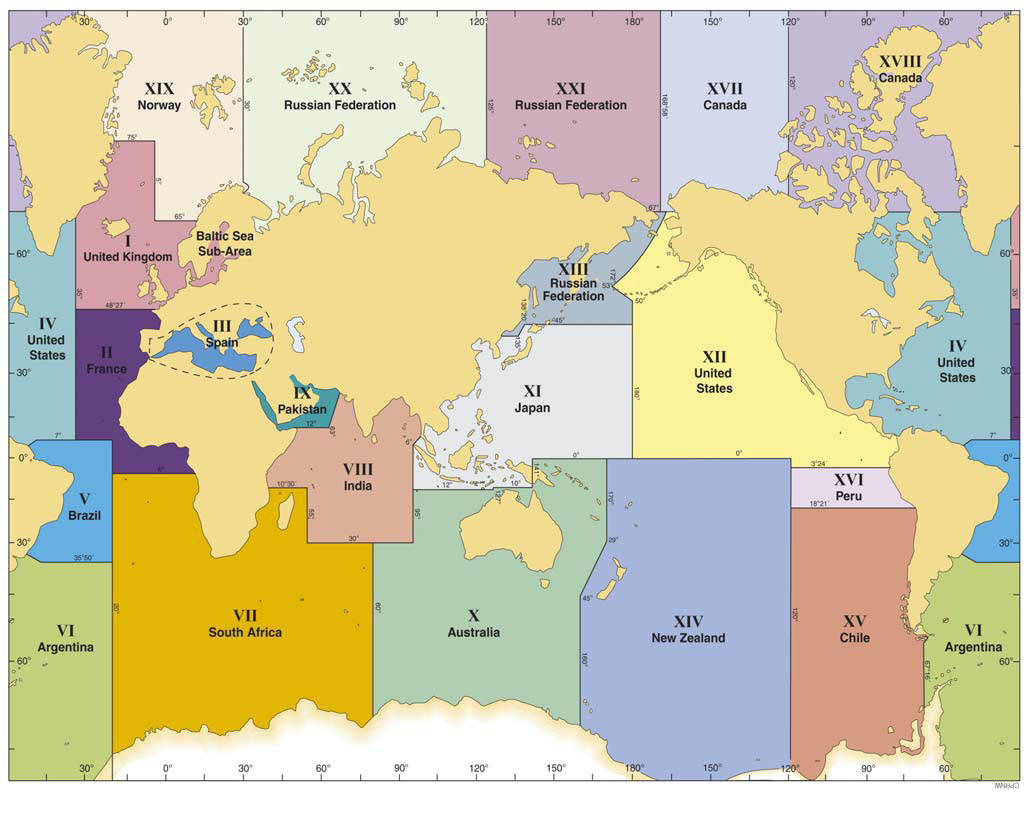 30° 0° 30° 60° 90° 120° 150° 180° 150° 120° 90° 60°
XIX
Norway
XX
Russian Federation
XXI
Russian Federation
XVII
Canada
XVIII
Canada
30°
125°
168°58´
120°
75°
5°
65°
67°
I
United Kingdom
Baltic Sea
Sub-Area
60°
60°
XIII
Russian
Federation
172°
53°
50°
138°20´
45°
135°
35°
35°
48°27´
IV
United
States
II
France
III
Spain
IX
Pakistan
XI
Japan
XII
United
States
IV
United
States
30°
30°
180°
12°
63°
7°
7°
0°
0°
6°
6°
0°
0°
3°24´
V
Brazil
VIII
India
12°
10°
141°
127°
170°
XVI
Peru
18°21´
10°30´
55°
95°
30°
30°
29°
30°
35°50´
45°
VI
Argentina
VII
South Africa
X
Australia
XIV
New Zealand
XV
Chile
VI
Argentina
20°
80°
160°
120°
67°16´
60°
60°
30° 0° 30° 60° 90° 120° 150° 180° 150° 120° 90° 60°
CPRNW